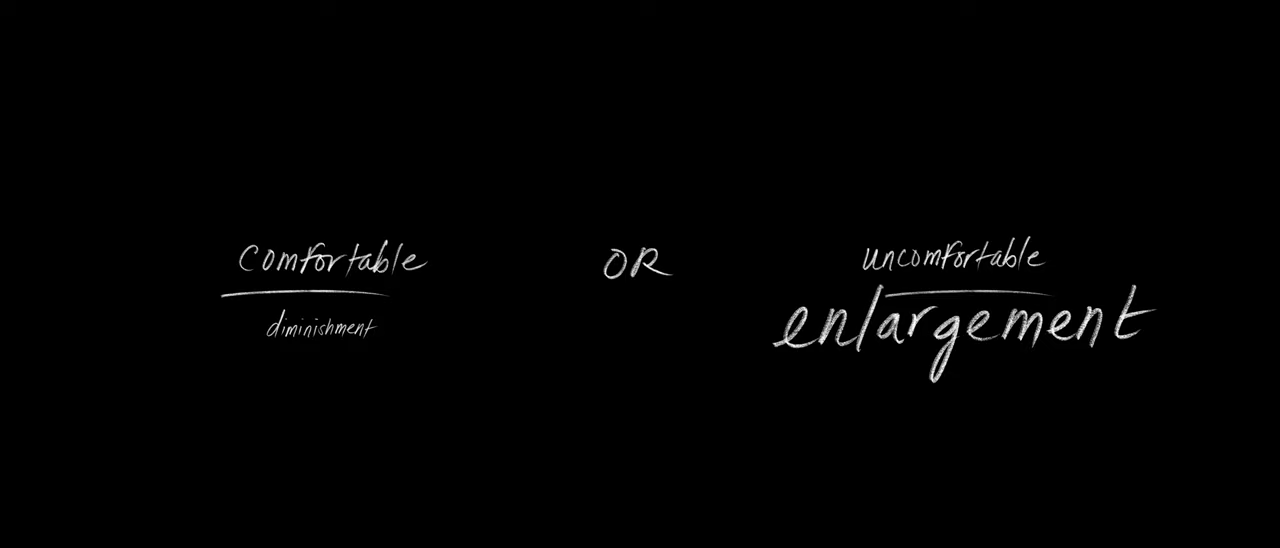 comfortable
diminishment
OR
uncomfortable
enlargement